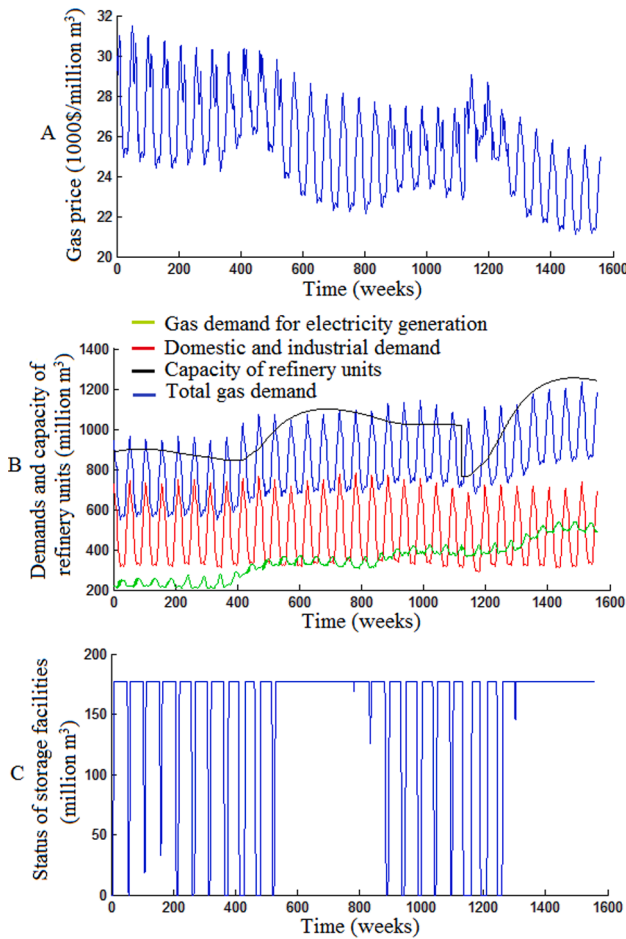 A
Gas price (1000$/million m³)
32
30
28
26
24
22
20
0 200 400 600 800 1000 1200 1400 1600
Time (weeks)
Gas demand for electricity generation
Domestic and industrial demand
Capacity of refinery units
Total gas demand
B
Demands and capacity of
refinery units (million m³)
1400
1200
1000
800
600
400
200
0 200 400 600 800 1000 1200 1400 1600
Time (weeks)
C
Status of storage facilities
(million m³)
200
150
100
50
0
0 200 400 600 800 1000 1200 1400 1600
Time (weeks)